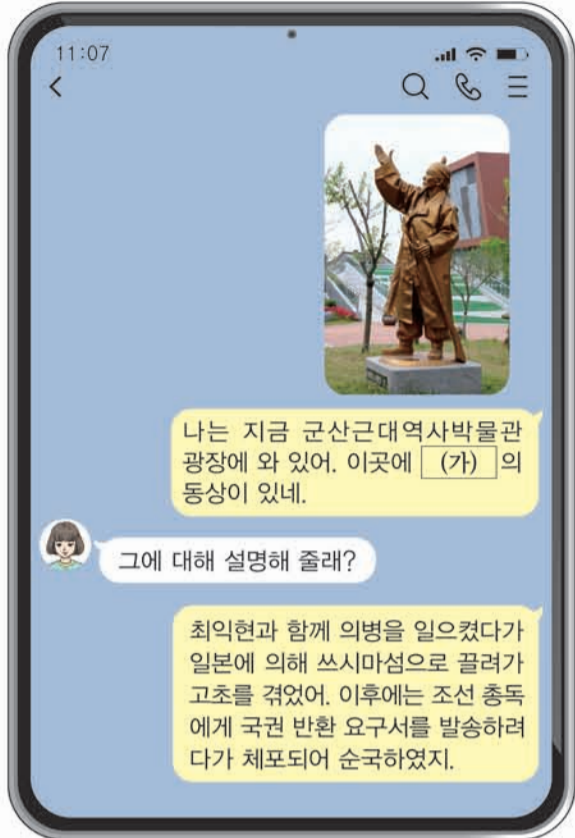 11:07
나는 지금 군산근대역사박물관
광장에 와 있어. 이곳에 (가) 의
동상이 있네.
그에 대해 설명해 줄래?
최익현과 함께 의병을 일으켰다가
일본에 의해 쓰시마섬으로 끌려가
고초를 겪었어. 이후에는 조선 총독
에게 국권 반환 요구서를 발송하려
다가 체포되어 순국하였지.